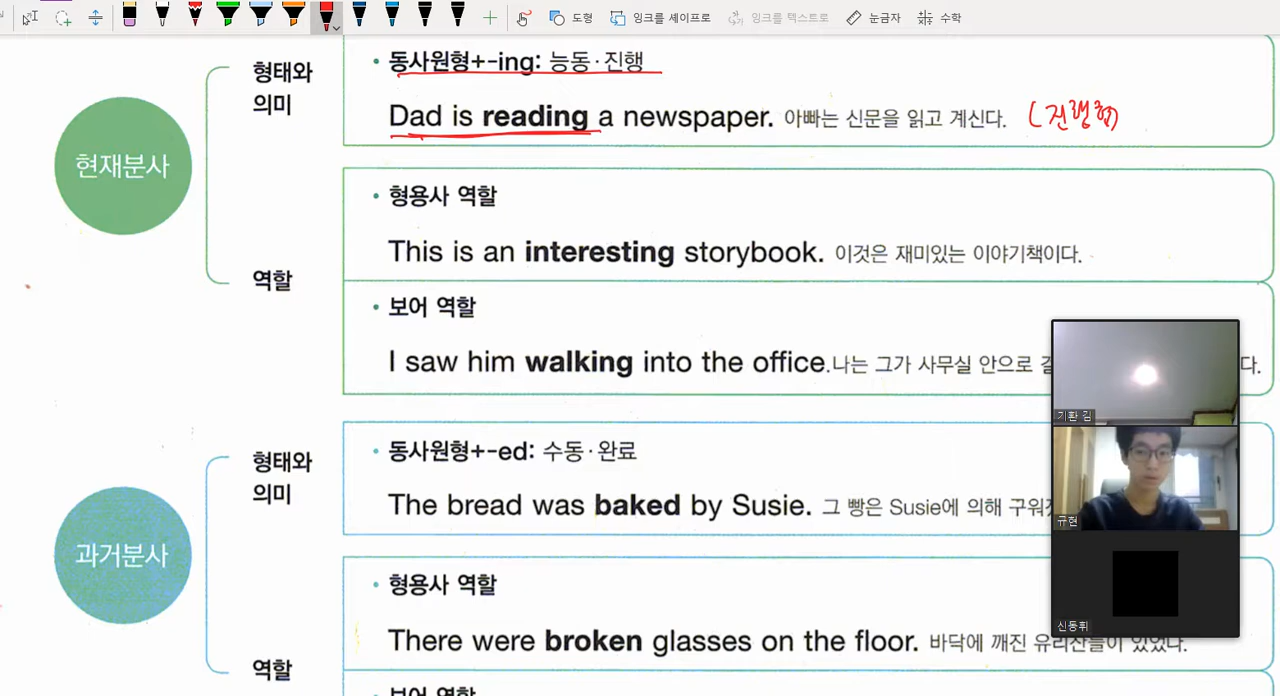 도형
잉크를 셰이프로
잉크를 텍스트로
눈금자
수학
현재분사
형태와
의미
• 동사원형+-ing: 능동·진행
Dad is reading a newspaper. 아빠는 신문을 읽고 계신다. (진행형)
역할
• 형용사 역할
This is an interesting storybook. 이것은 재미있는 이야기책이다.
• 보어 역할
I saw him walking into the office.나는 그가 사무실 안으로 다.
기환 김
규현
신동휘
과거분사
형태와
의미
• 동사원형+-ed: 수동·완료
The bread was baked by Susie. 그 빵은 Susie에 의해
역할
• 형용사 역할
There were broken glasses on the floor. 바닥에 깨진 유리잔들이 있었다.
보어 역할